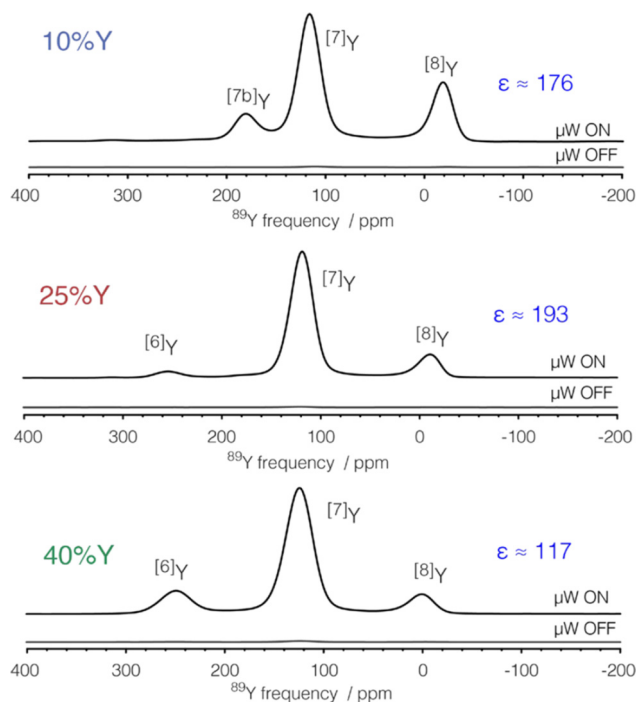 10%Y
[7]Y
[8]Y
[7b]Y
ε ≈ 176
μW ON
μW OFF
400 300 200 100 0 -100 -200
89Y frequency / ppm
25%Y
[7]Y
[6]Y
[8]Y
ε ≈ 193
μW ON
μW OFF
400 300 200 100 0 -100 -200
89Y frequency / ppm
40%Y
[7]Y
[6]Y
[8]Y
ε ≈ 117
μW ON
μW OFF
400 300 200 100 0 -100 -200
89Y frequency / ppm